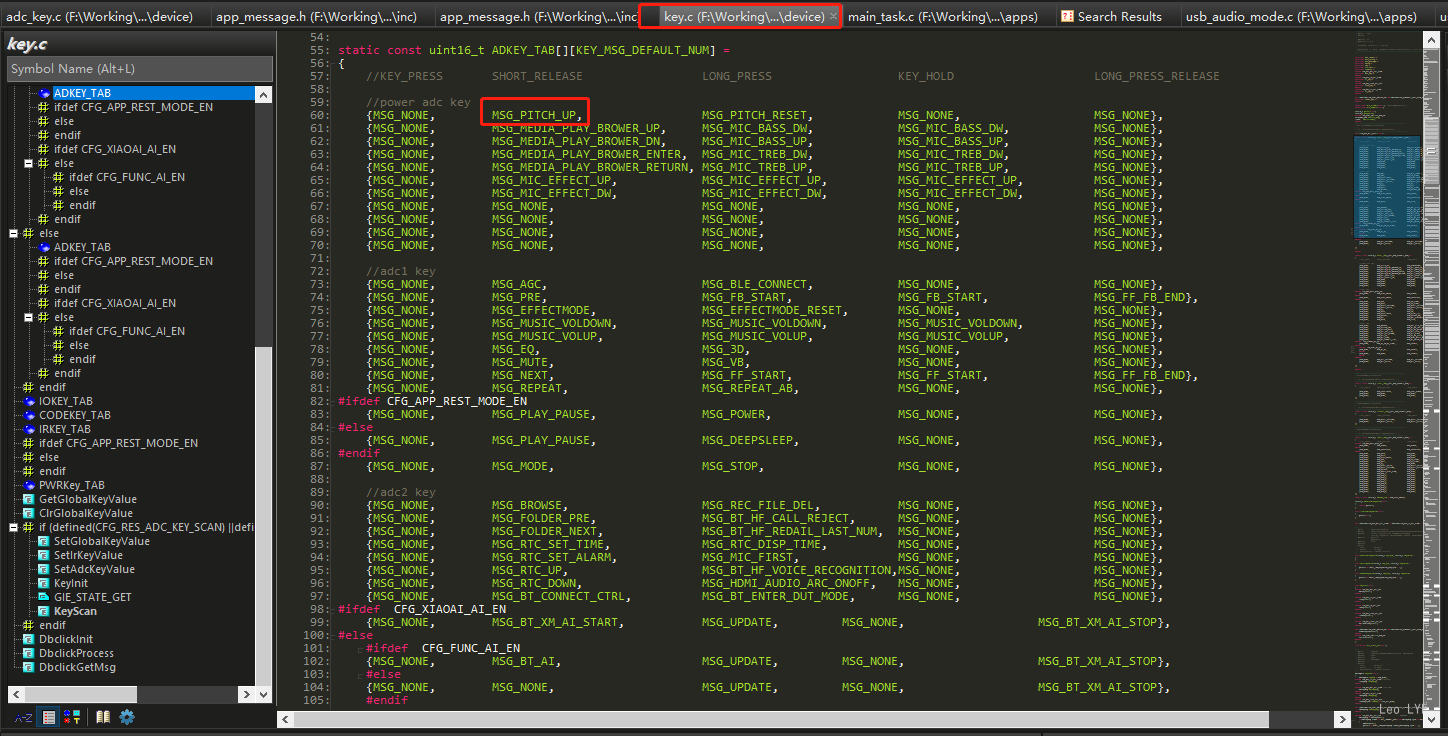 adc_key.c (F:\Working\...\device) app_message.h (F:\Working\...\inc) app_message.h (F:\Working\...\inc key.c (F:\Working\...\device) × main_task.c (F:\Working\...\apps) Search Results usb_audio_mode.c (F:\Working\...\apps) u
key.c
Symbol Name (Alt+L)
ADKEY_TAB
ifdef CFG_APP_REST_MODE_EN
else
endif
ifdef CFG_XIAOAI_AI_EN
else
ifdef CFG_FUNC_AI_EN
else
endif
endif
else
ADKEY_TAB
ifdef CFG_APP_REST_MODE_EN
else
endif
ifdef CFG_XIAOAI_AI_EN
else
ifdef CFG_FUNC_AI_EN
else
endif
endif
endif
IOKEY_TAB
CODEKEY_TAB
IRKEY_TAB
ifdef CFG_APP_REST_MODE_EN
else
endif
PWRKey_TAB
GetGlobalKeyValue
ClrGlobalKeyValue
if (defined(CFG_RES_ADC_KEY_SCAN) ||defi
SetGlobalKeyValue
SetIrKeyValue
SetAdcKeyValue
KeyInit
GIE_STATE_GET
KeyScan
endif
DbclickInit
DbclickProcess
DbclickGetMsg
A-Z
54:
55: static const uint16_t ADKEY_TAB[][KEY_MSG_DEFAULT_NUM] =
56: {
57: //KEY_PRESS SHORT_RELEASE LONG_PRESS KEY_HOLD LONG_PRESS_RELEASE
58:
59: //power adc key
60: {MSG_NONE, MSG_PITCH_UP, MSG_PITCH_RESET, MSG_NONE, MSG_NONE},
61: {MSG_NONE, MSG_MEDIA_PLAY_BROWER_UP, MSG_MIC_BASS_DW, MSG_MIC_BASS_DW, MSG_NONE},
62: {MSG_NONE, MSG_MEDIA_PLAY_BROWER_DN, MSG_MIC_BASS_UP, MSG_MIC_BASS_UP, MSG_NONE},
63: {MSG_NONE, MSG_MEDIA_PLAY_BROWER_ENTER, MSG_MIC_TREB_DW, MSG_MIC_TREB_DW, MSG_NONE},
64: {MSG_NONE, MSG_MEDIA_PLAY_BROWER_RETURN, MSG_MIC_TREB_UP, MSG_MIC_TREB_UP, MSG_NONE},
65: {MSG_NONE, MSG_MIC_EFFECT_UP, MSG_MIC_EFFECT_UP, MSG_MIC_EFFECT_UP, MSG_NONE},
66: {MSG_NONE, MSG_MIC_EFFECT_DW, MSG_MIC_EFFECT_DW, MSG_MIC_EFFECT_DW, MSG_NONE},
67: {MSG_NONE, MSG_NONE, MSG_NONE, MSG_NONE, MSG_NONE},
68: {MSG_NONE, MSG_NONE, MSG_NONE, MSG_NONE, MSG_NONE},
69: {MSG_NONE, MSG_NONE, MSG_NONE, MSG_NONE, MSG_NONE},
70: {MSG_NONE, MSG_NONE, MSG_NONE, MSG_NONE, MSG_NONE},
71:
72: //adc1 key
73: {MSG_NONE, MSG_AGC, MSG_BLE_CONNECT, MSG_NONE, MSG_NONE},
74: {MSG_NONE, MSG_PRE, MSG_FB_START, MSG_FB_START, MSG_FF_FB_END},
75: {MSG_NONE, MSG_EFFECTMODE, MSG_EFFECTMODE_RESET, MSG_NONE, MSG_NONE},
76: {MSG_NONE, MSG_MUSIC_VOLDOWN, MSG_MUSIC_VOLDOWN, MSG_MUSIC_VOLDOWN, MSG_NONE},
77: {MSG_NONE, MSG_MUSIC_VOLUP, MSG_MUSIC_VOLUP, MSG_MUSIC_VOLUP, MSG_NONE},
78: {MSG_NONE, MSG_EQ, MSG_3D, MSG_NONE, MSG_NONE},
79: {MSG_NONE, MSG_MUTE, MSG_VB, MSG_NONE, MSG_NONE},
80: {MSG_NONE, MSG_NEXT, MSG_FF_START, MSG_FF_START, MSG_FF_FB_END},
81: {MSG_NONE, MSG_REPEAT, MSG_REPEAT_AB, MSG_NONE, MSG_NONE},
82: #ifdef CFG_APP_REST_MODE_EN
83: {MSG_NONE, MSG_PLAY_PAUSE, MSG_POWER, MSG_NONE, MSG_NONE},
84: #else
85: {MSG_NONE, MSG_PLAY_PAUSE, MSG_DEEPSLEEP, MSG_NONE, MSG_NONE},
86: #endif
87: {MSG_NONE, MSG_MODE, MSG_STOP, MSG_NONE, MSG_NONE},
88:
89: //adc2 key
90: {MSG_NONE, MSG_BROWSE, MSG_REC_FILE_DEL, MSG_NONE, MSG_NONE},
91: {MSG_NONE, MSG_FOLDER_PRE, MSG_BT_HF_CALL_REJECT, MSG_NONE, MSG_NONE},
92: {MSG_NONE, MSG_FOLDER_NEXT, MSG_BT_HF_REDAIL_LAST_NUM, MSG_NONE, MSG_NONE},
93: {MSG_NONE, MSG_RTC_SET_TIME, MSG_RTC_DISP_TIME, MSG_NONE, MSG_NONE},
94: {MSG_NONE, MSG_RTC_SET_ALARM, MSG_MIC_FIRST, MSG_NONE, MSG_NONE},
95: {MSG_NONE, MSG_RTC_UP, MSG_BT_HF_VOICE_RECOGNITION,MSG_NONE, MSG_NONE},
96: {MSG_NONE, MSG_RTC_DOWN, MSG_HDMI_AUDIO_ARC_ONOFF, MSG_NONE, MSG_NONE},
97: {MSG_NONE, MSG_BT_CONNECT_CTRL, MSG_BT_ENTER_DUT_MODE, MSG_NONE, MSG_NONE},
98: #ifdef CFG_XIAOAI_AI_EN
99: {MSG_NONE, MSG_BT_XM_AI_START, MSG_UPDATE, MSG_NONE, MSG_BT_XM_AI_STOP},
100: #else
101: #ifdef CFG_FUNC_AI_EN
102: {MSG_NONE, MSG_BT_AI, MSG_UPDATE, MSG_NONE, MSG_BT_XM_AI_STOP},
103: #else
104: {MSG_NONE, MSG_NONE, MSG_UPDATE, MSG_NONE, MSG_BT_XM_AI_STOP},
105: #endif
Leo LY